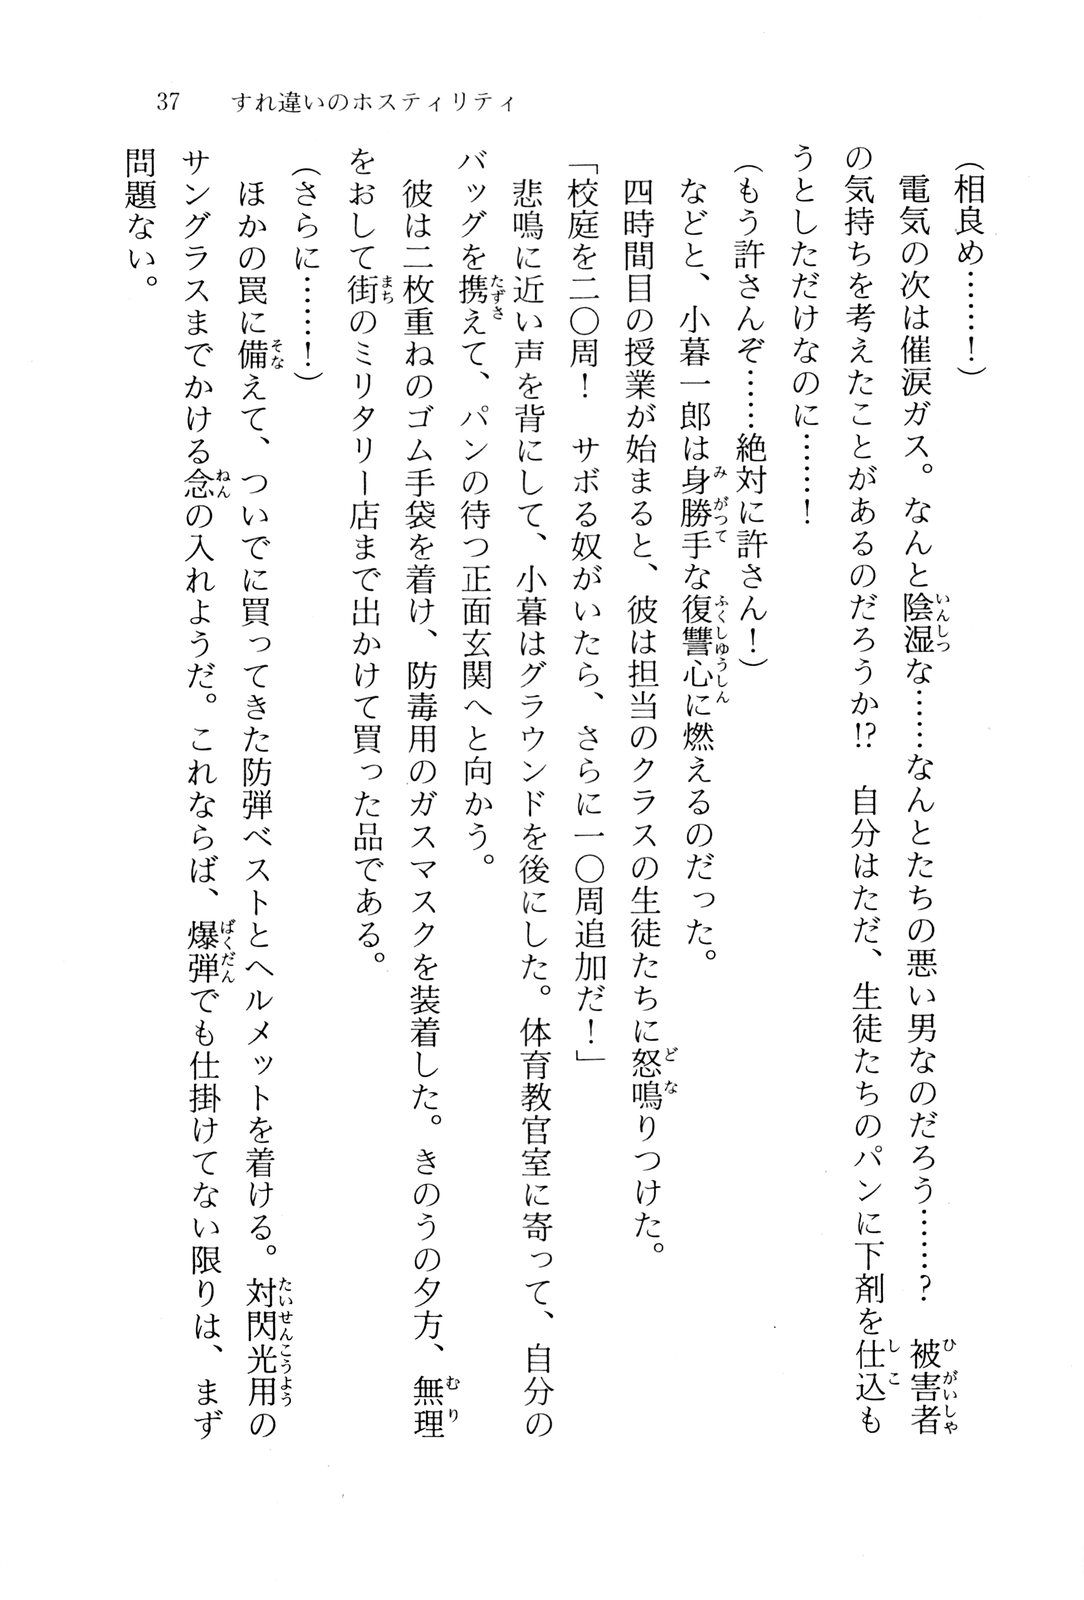 37　すれ違いのホスティリティ
（相良め……！）
　電気の次は催涙ガス。なんと陰湿な……なんとたちの悪い男なのだろう……？　被害者
の気持ちを考えたことがあるのだろうか!?　自分はただ、生徒たちのパンに下剤を仕込も
うとしただけなのに……！
（もう許さんぞ……絶対に許さん！）
　などと、小暮一郎は身勝手な復讐心に燃えるのだった。
　四時間目の授業が始まると、彼は担当のクラスの生徒たちに怒鳴りつけた。
「校庭を二〇周！　サボる奴がいたら、さらに一〇周追加だ！」
　悲鳴に近い声を背にして、小暮はグラウンドを後にした。体育教官室に寄って、自分の
バッグを携えて、パンの待つ正面玄関へと向かう。
　彼は二枚重ねのゴム手袋を着け、防毒用のガスマスクを装着した。きのうの夕方、無理
をおして街のミリタリー店まで出かけて買った品である。
（さらに……！）
　ほかの罠に備えて、ついでに買ってきた防弾ベストとヘルメットを着ける。対閃光用の
サングラスまでかける念の入れようだ。これならば、爆弾でも仕掛けてない限りは、まず
問題ない。